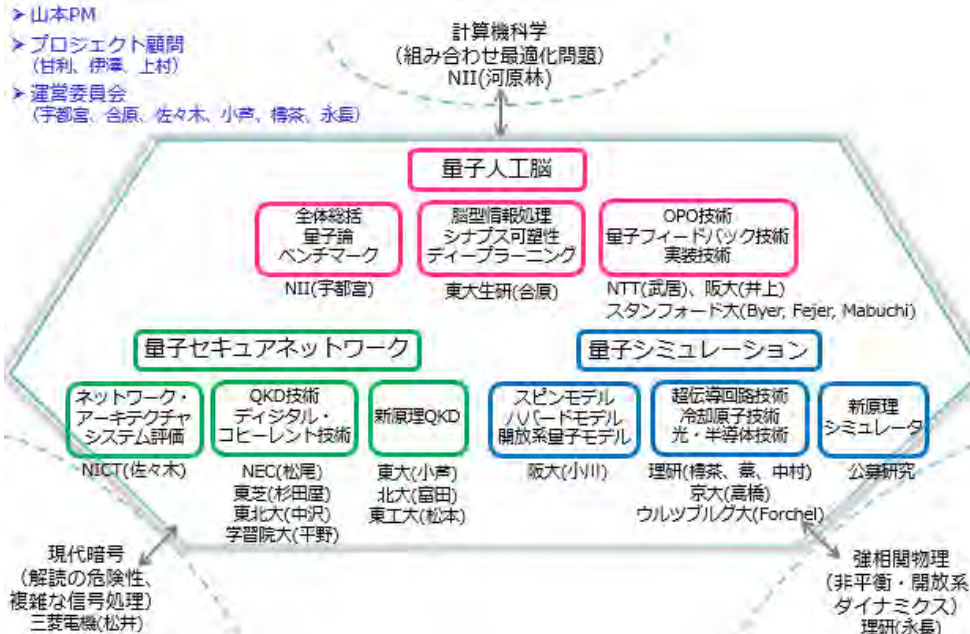 ➤ 山本PM
➤ プロジェクト顧問
(甘利、伊澤、上村)
➤ 運営委員会
(宇都宮、合原、佐々木、小芦、樽茶、永長)
計算機科学
(組み合わせ最適化問題)
NII(河原林)
量子人工脳
全体総括
量子論
ベンチマーク
NII(宇都宮)
脳型情報処理
シナプス可塑性
ディープラーニング
東大生研(合原)
OPO技術
量子フィードバック技術
実装技術
NTT(武居)、阪大(井上)
スタンフォード大(Byer, Fejer, Mabuchi)
量子セキュアネットワーク
ネットワーク・
アーキテクチャ
システム評価
NICT(佐々木)
QKD技術
ディジタル・
コヒーレント技術
NEC(松尾)
東芝(杉田屋)
東北大(中沢)
学習院大(平野)
新原理QKD
東大(小芦)
北大(富田)
東工大(松本)
量子シミュレーション
スピンモデル
ハバードモデル
開放系量子モデル
阪大(小川)
超伝導回路技術
冷却原子技術
光・半導体技術
理研(樽茶、蔡、中村)
京大(高橋)
ウルツブルグ大(Forchel)
新原理
シミュレータ
公募研究
現代暗号
(解読の危険性、
複雑な信号処理)
三菱電機(松井)
強相関物理
(非平衡・開放系
ダイナミクス)
理研(永長)